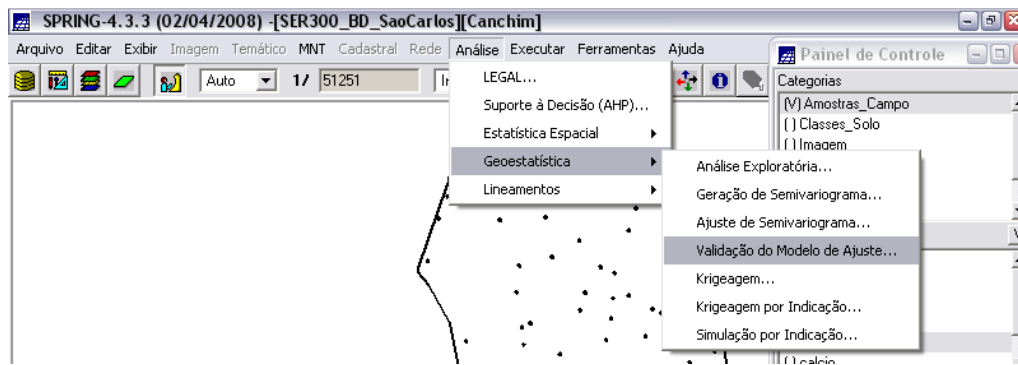 SPRING-4.3.3 (02/04/2008) -[SER300_BD_SaoCarlos][Canchim]
Arquivo Editar Exibir Imagem Temático MNT Cadastral Rede Análise Executar Ferramentas Ajuda
Auto 1/ 51251
LEGAL...
Suporte à Decisão (AHP)...
Estatística Espacial
Geoestatística
Lineamentos
Análise Exploratória...
Geração de Semivariograma...
Ajuste de Semivariograma...
Validação do Modelo de Ajuste...
Krigeagem...
Krigeagem por Indicação...
Simulação por Indicação...
Painel de Controle
Categorias
(V) Amostras_Campo
( ) Classes_Solo
( ) Imagem
( ) calcio